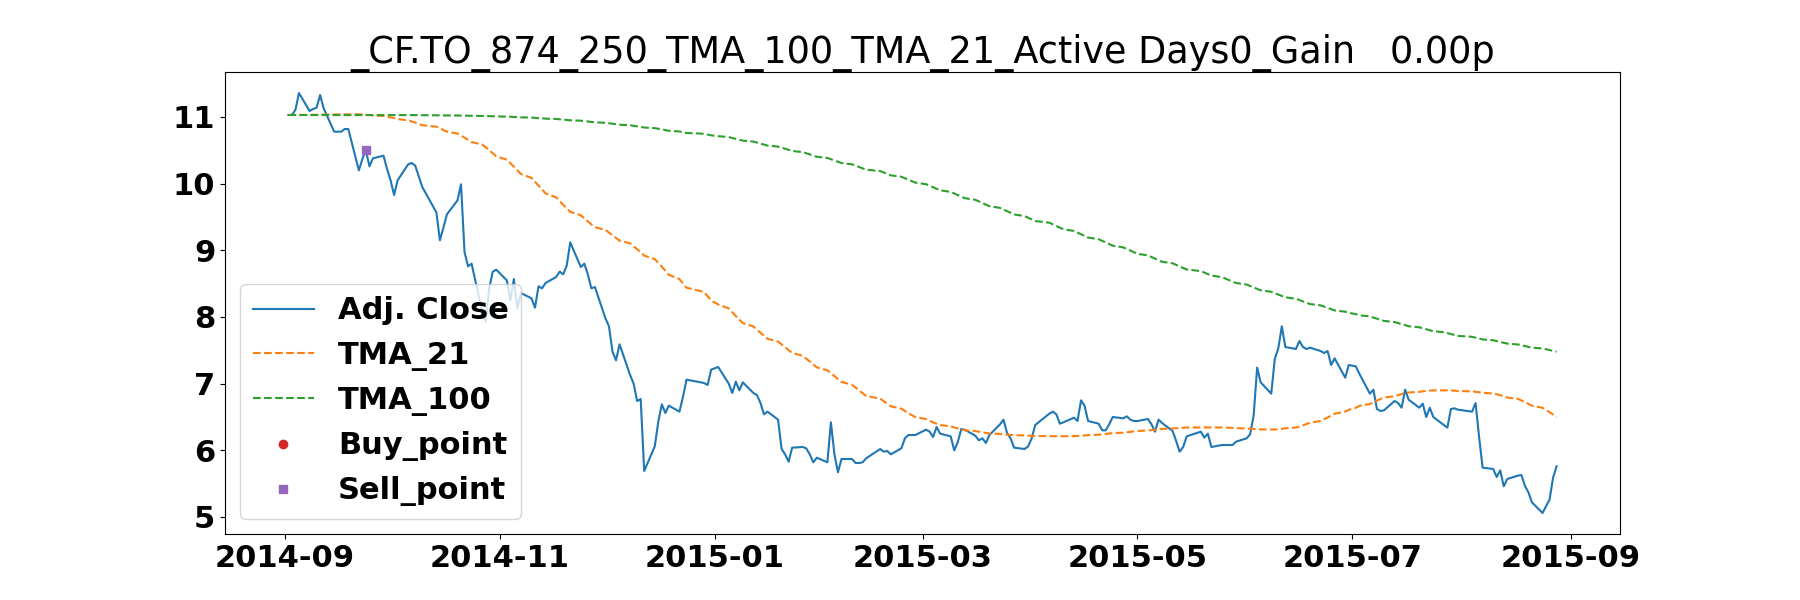 _CF.TO_874_250_TMA_100_TMA_21_Active Days0_Gain   0.00p
11
10
9
8
7
6
5
Adj. Close
TMA_21
TMA_100
Buy_point
Sell_point
2014-09 2014-11 2015-01 2015-03 2015-05 2015-07 2015-09